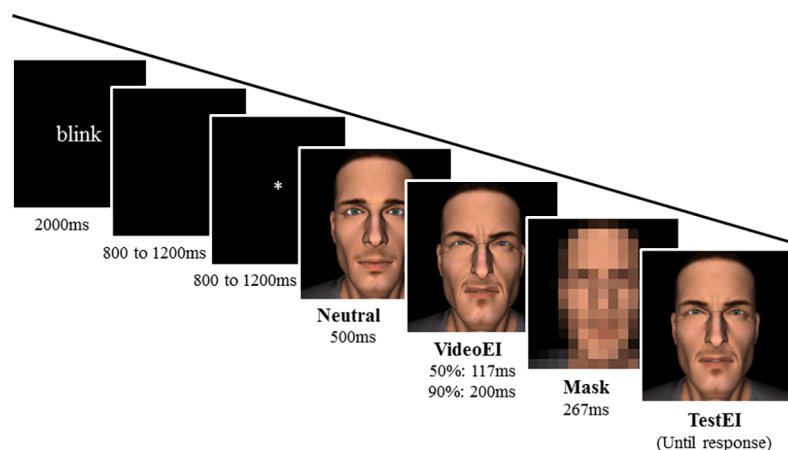 blink
2000ms
800 to 1200ms
*
800 to 1200ms
Neutral
500ms
VideoEI
50%: 117ms
90%: 200ms
Mask
267ms
TestEI
(Until response)